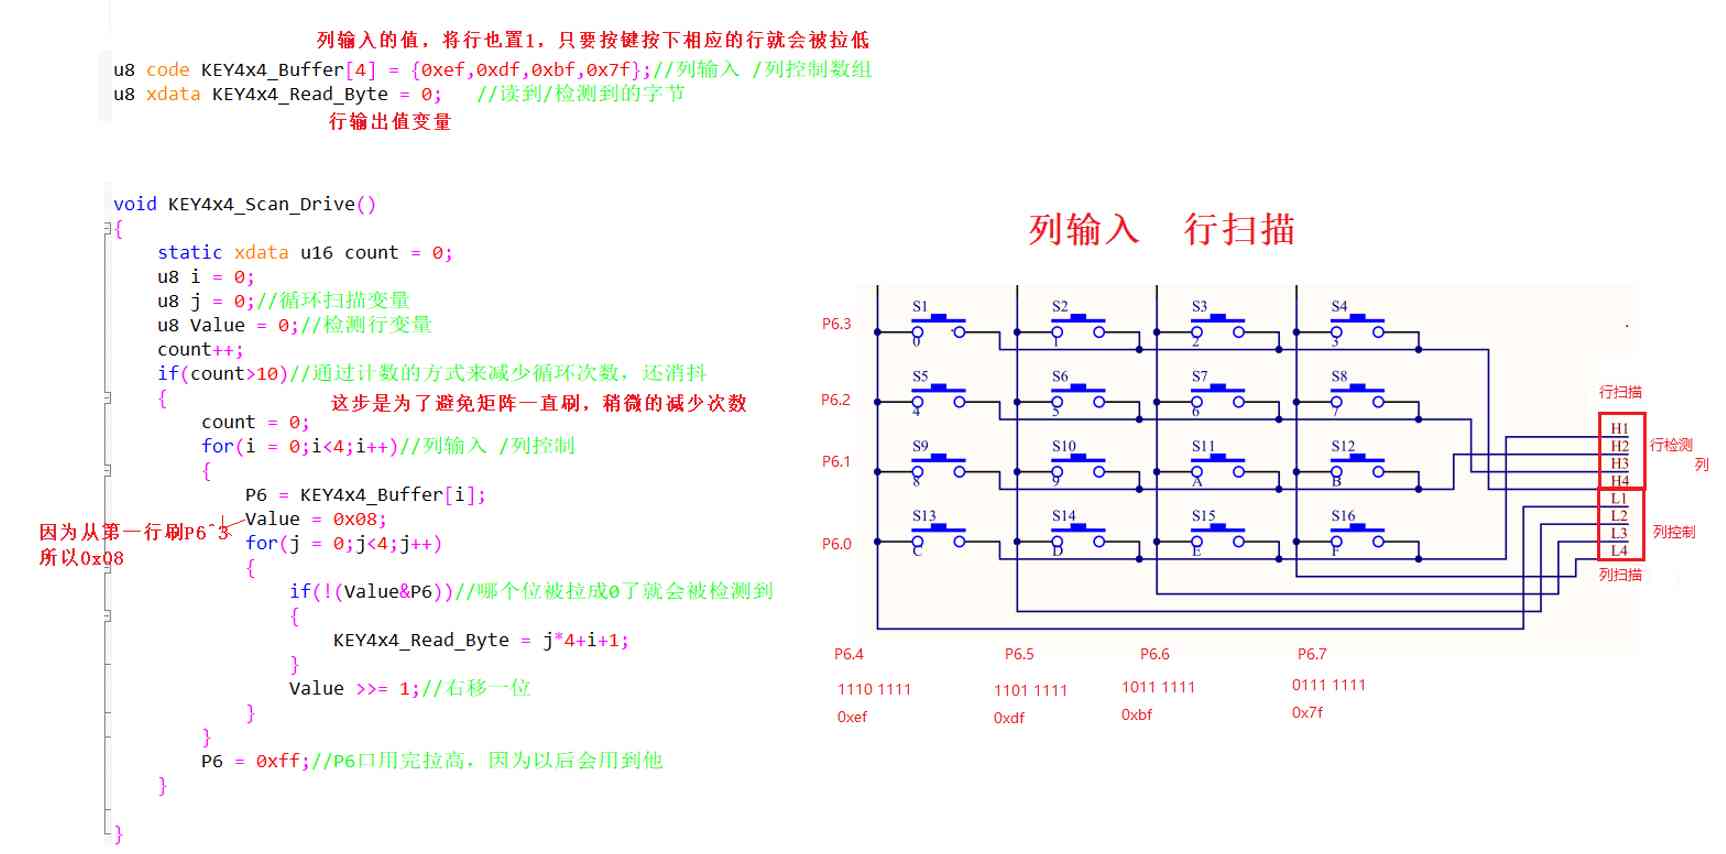 列输入的值，将行也置1，只要按键按下相应的行就会被拉低
u8 code KEY4x4_Buffer[4] = {0xef,0xdf,0xbf,0x7f};//列输入 /列控制数组
u8 xdata KEY4x4_Read_Byte = 0;   //读到/检测到的字节
行输出值变量
void KEY4x4_Scan_Drive()
{
static xdata u16 count = 0;
u8 i = 0;
u8 j = 0;//循环扫描变量
u8 Value = 0;//检测行变量
count++;
if(count>10)//通过计数的方式来减少循环次数，还消抖
{
这步是为了避免矩阵一直刷，稍微的减少次数
count = 0;
for(i = 0;i<4;i++)//列输入 /列控制
{
P6 = KEY4x4_Buffer[i];
因为从第一行刷P6^3
所以0x08
Value = 0x08;
for(j = 0;j<4;j++)
{
if(!(Value&P6))//哪个位被拉成0了就会被检测到
{
KEY4x4_Read_Byte = j*4+i+1;
}
Value >>= 1;//右移一位
}
}
P6 = 0xff;//P6口用完拉高，因为以后会用到他
}
}
列输入 行扫描
S1 S2 S3 S4
P6.3
0 1 2 3
S5 S6 S7 S8
P6.2
4 5 6 7
S9 S10 S11 S12
P6.1
8 9 A B
S13 S14 S15 S16
P6.0
C D E F
行扫描
H1
H2
H3
H4
行检测
列
L1
L2
L3
L4
列控制
列扫描
P6.4 P6.5 P6.6 P6.7
1110 1111 1101 1111 1011 1111 0111 1111
0xef 0xdf 0xbf 0x7f